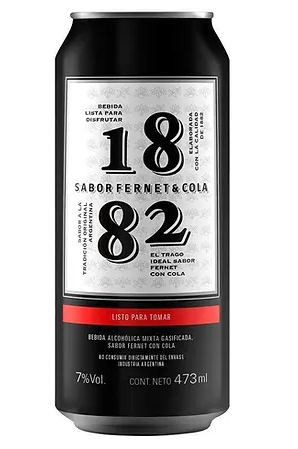 BEBIDA
LISTA PARA
DISFRUTAR
ELABORADA
CON LA CALIDAD
DE 1882
18
SABOR FERNET & COLA
82
SABOR A LA
TRADICIÓN ORIGINAL
ARGENTINA
EL TRAGO
IDEAL SABOR
FERNET
CON COLA
LISTO PARA TOMAR
BEBIDA ALCOHÓLICA MIXTA GASIFICADA,
SABOR FERNET CON COLA
NO CONSUMIR DIRECTAMENTE DEL ENVASE
INDUSTRIA ARGENTINA
7%Vol. CONT. NETO 473ml